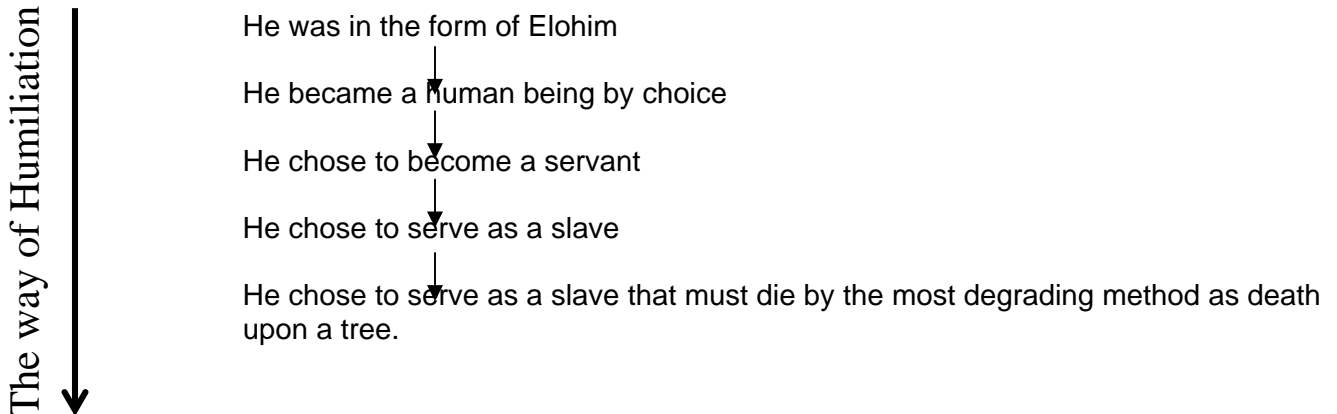 The way of Humiliation
He was in the form of Elohim
He became a human being by choice
He chose to become a servant
He chose to serve as a slave
He chose to serve as a slave that must die by the most degrading method as death
upon a tree.